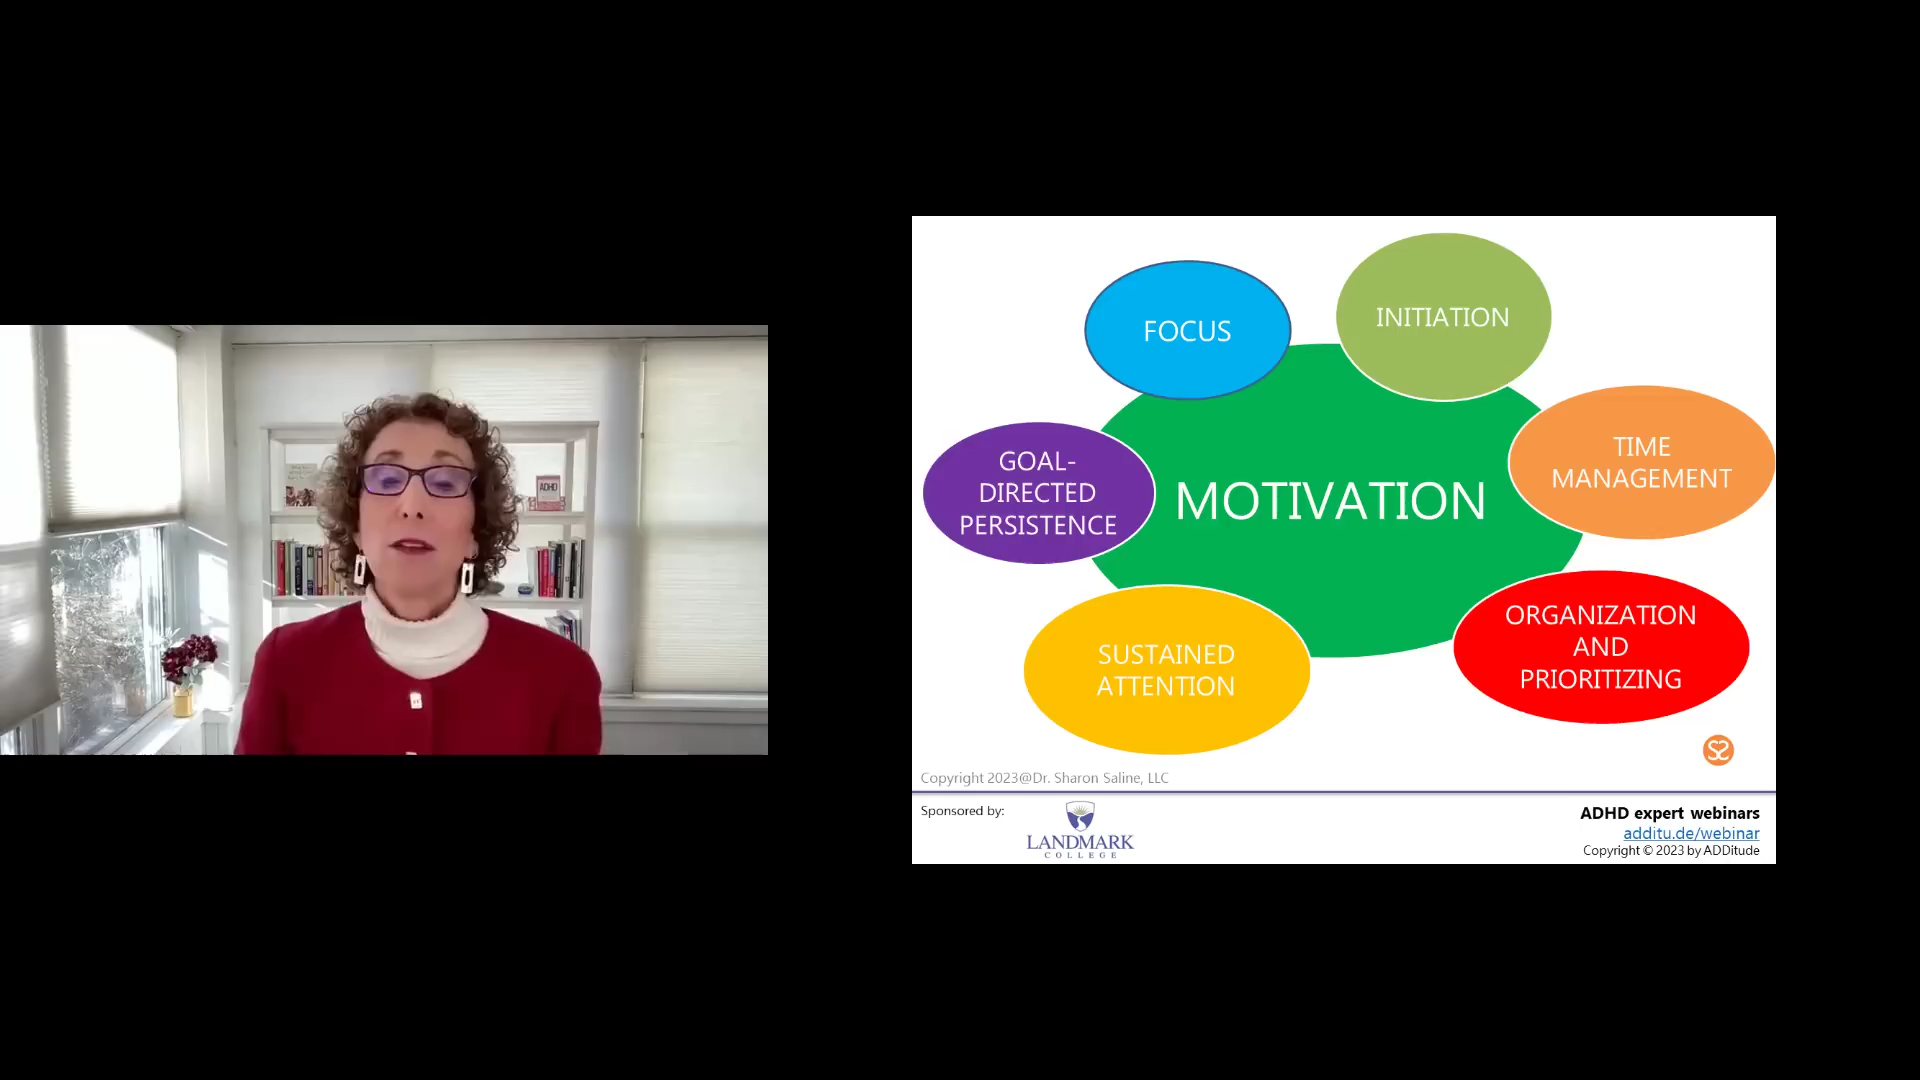 ADHD
FOCUS
INITIATION
TIME
MANAGEMENT
GOAL-
DIRECTED
PERSISTENCE
MOTIVATION
ORGANIZATION
AND
PRIORITIZING
SUSTAINED
ATTENTION
Copyright 2023@Dr. Sharon Saline, LLC
Sponsored by:
LANDMARK
COLLEGE
ADHD expert webinars
additu.de/webinar
Copyright © 2023 by ADDitude